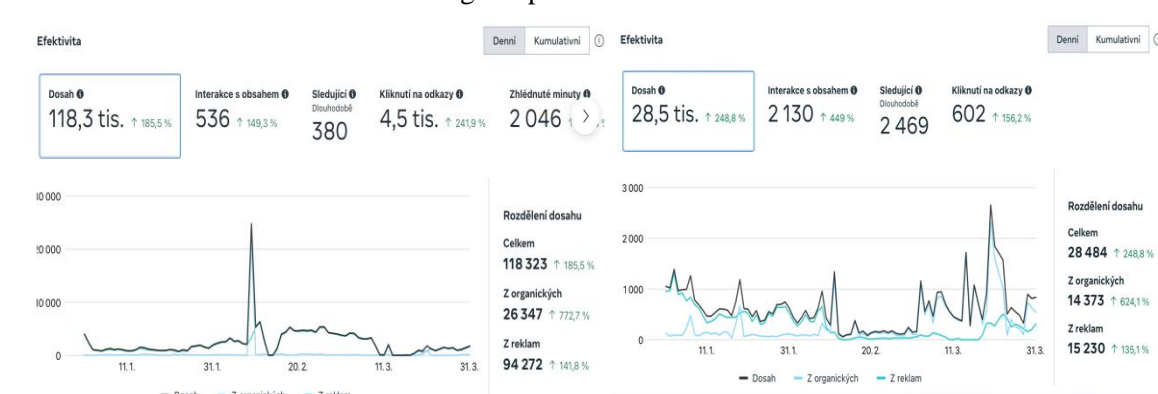 Efektivita
Denní Kumulativní
Dosah
118,3 tis. ↑ 185,5 %
Interakce s obsahem
536 ↑ 149,3 %
Sledující
Dlouhodobě
380
Kliknutí na odkazy
4,5 tis. ↑ 241,9 %
Zhlédnuté minuty
2 046
20 000
0
11.1. 31.1. 20.2. 11.3. 31.3.
Rozdělení dosahu
Celkem
118 323 ↑ 185,5 %
Z organických
26 347 ↑ 772,7 %
Z reklam
94 272 ↑ 141,8 %
Efektivita
Denní Kumulativní
Dosah
28,5 tis. ↑ 248,8 %
Interakce s obsahem
2 130 ↑ 449 %
Sledující
Dlouhodobě
2 469
Kliknutí na odkazy
602 ↑ 156,2 %
3 000
2 000
1 000
0
11.1. 31.1. 20.2. 11.3. 31.3.
Dosah Z organických Z reklam
Rozdělení dosahu
Celkem
28 484 ↑ 248,8 %
Z organických
14 373 ↑ 624,1 %
Z reklam
15 230 ↑ 135,1 %